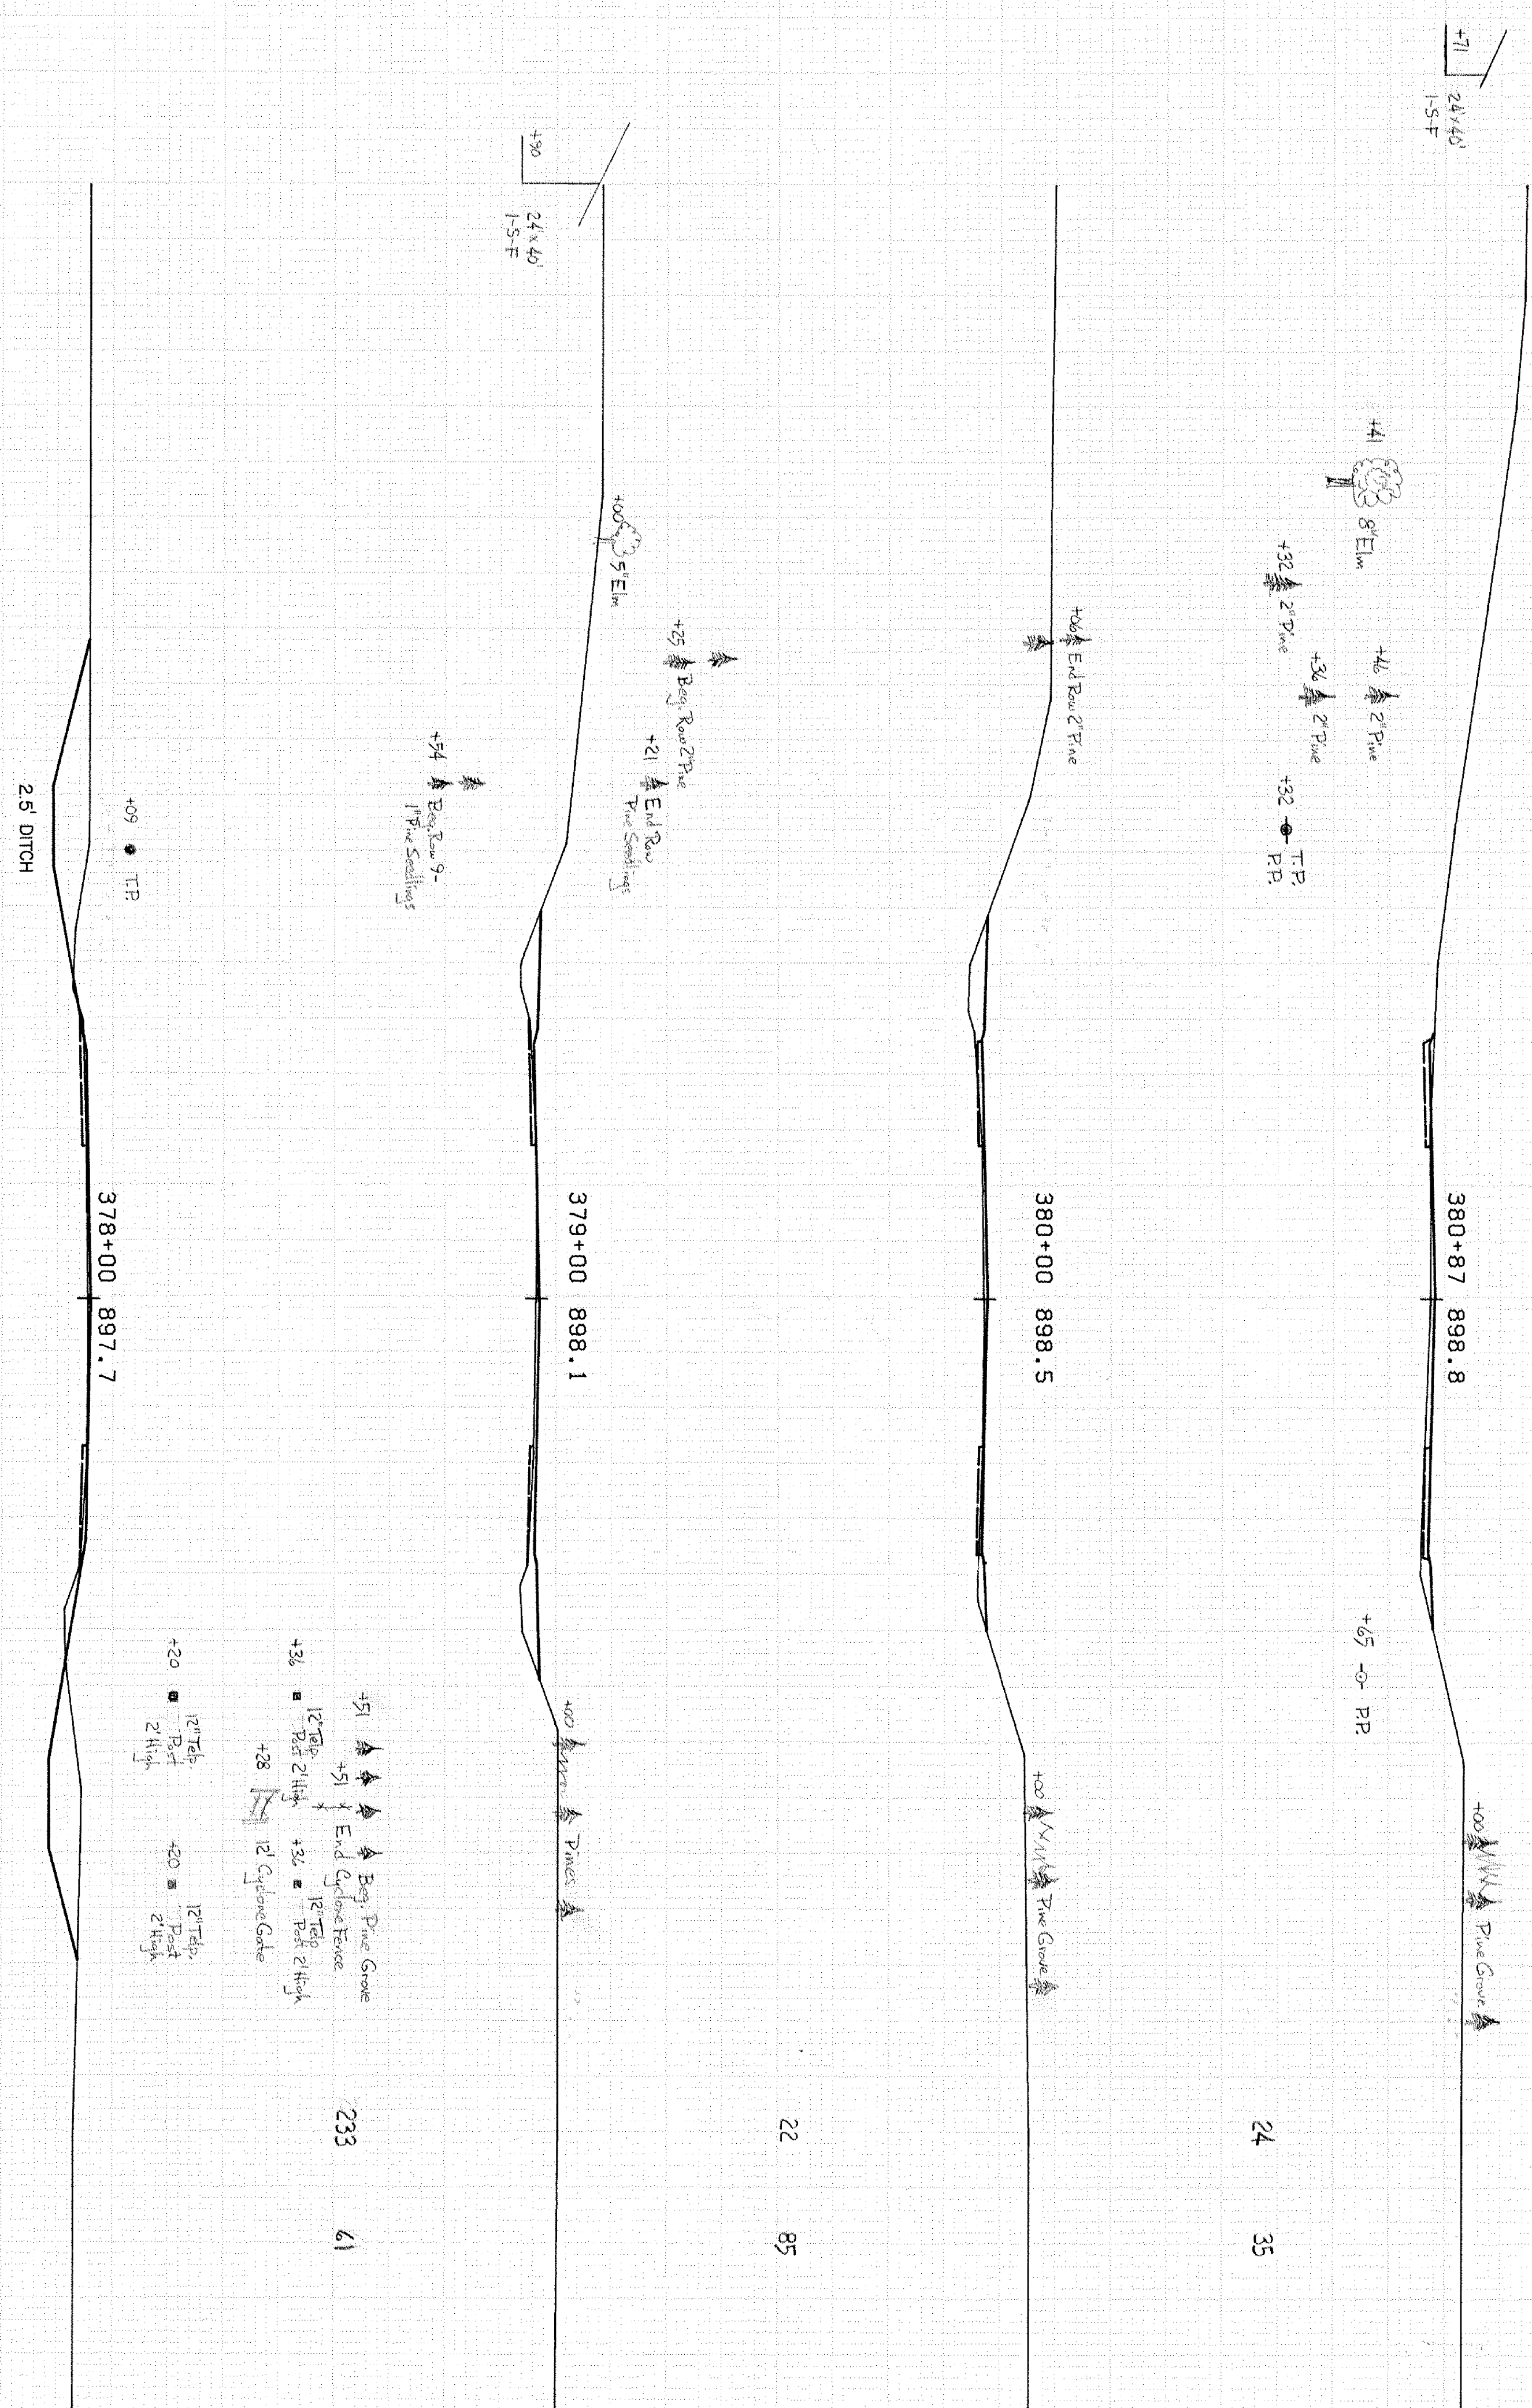 +71
24'x40'
1-S-F
380+87 898.8
+00 Pine Grove
+41 8" Elm
+46 2" Pine
+65 P.P.
+36 2" Pine
+32 2" Pine
+32 T.P.
P.P.
24 35
+06 End Row 2" Pine
380+00 898.5
+00 Pine Grove
22 85
+25 Beg. Row 2" Pine
+21 End Row
Pine Seedlings
+00 5" Elm
+90
24'x40'
1-S-F
379+00 898.1
+00 Pines
+54 Beg. Row 9-
1" Pine Seedlings
+51 Beg. Pine Grove
+51 End Cyclone Fence
233 61
+36 12" Telp.
Post 2' High
+36 12" Telp
Post 2' High
+28 12' Cyclone Gate
+20 12" Telp.
Post
2' High
+20 12" Telp.
Post
2' High
+09 T.P.
378+00 897.7
2.5' DITCH